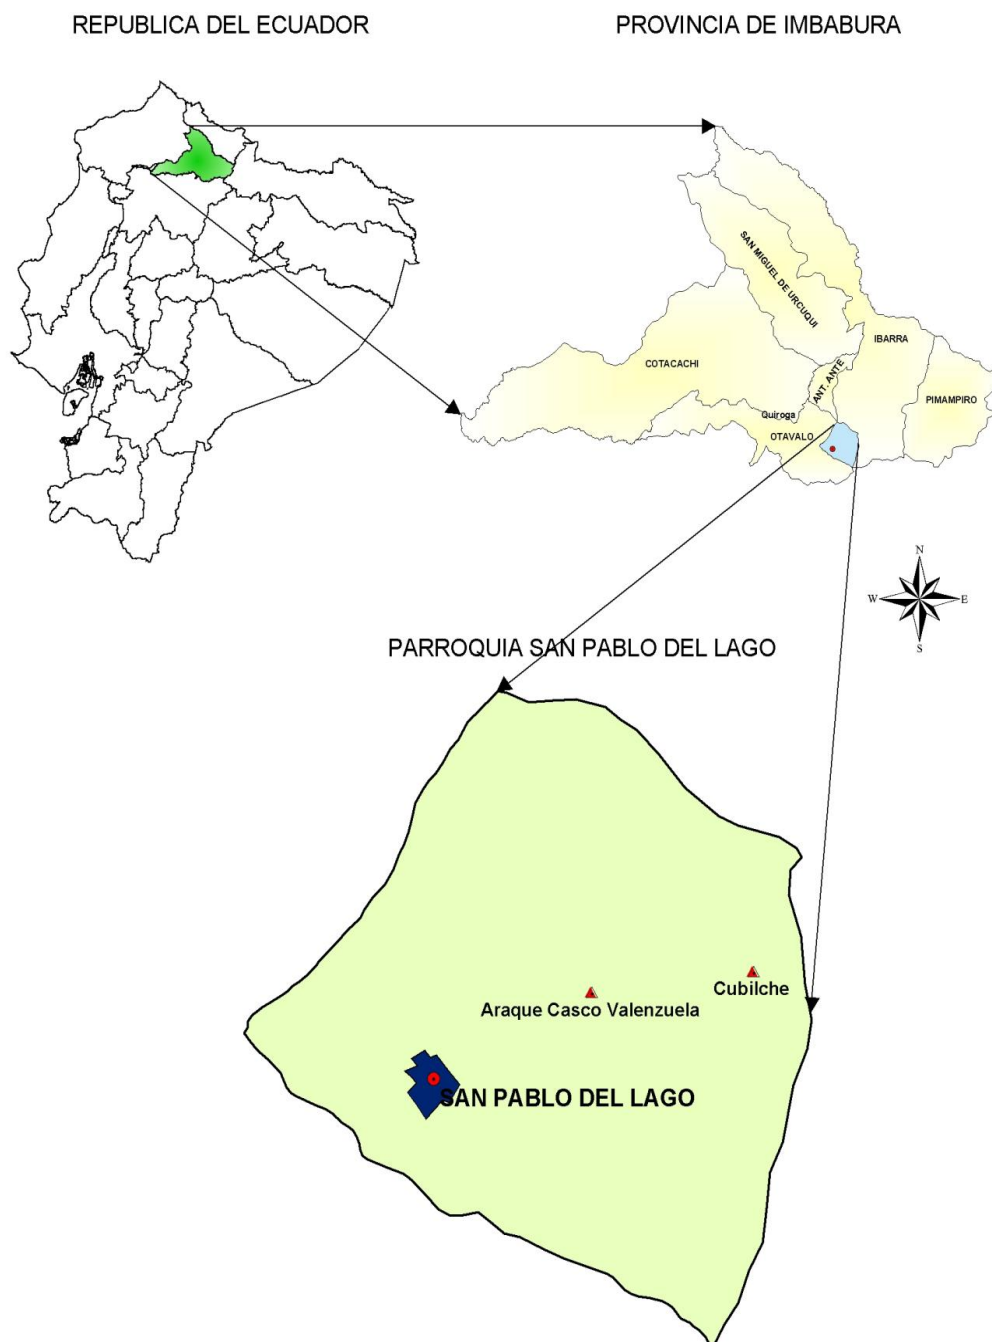 REPUBLICA DEL ECUADOR
PROVINCIA DE IMBABURA
SAN MIGUEL DE URCUQUI
IBARRA
COTACACHI
ANT. ANTE
PIMAMPIRO
Quiroga
OTAVALO
N
W
E
S
PARROQUIA SAN PABLO DEL LAGO
Cubilche
Araque Casco Valenzuela
SAN PABLO DEL LAGO